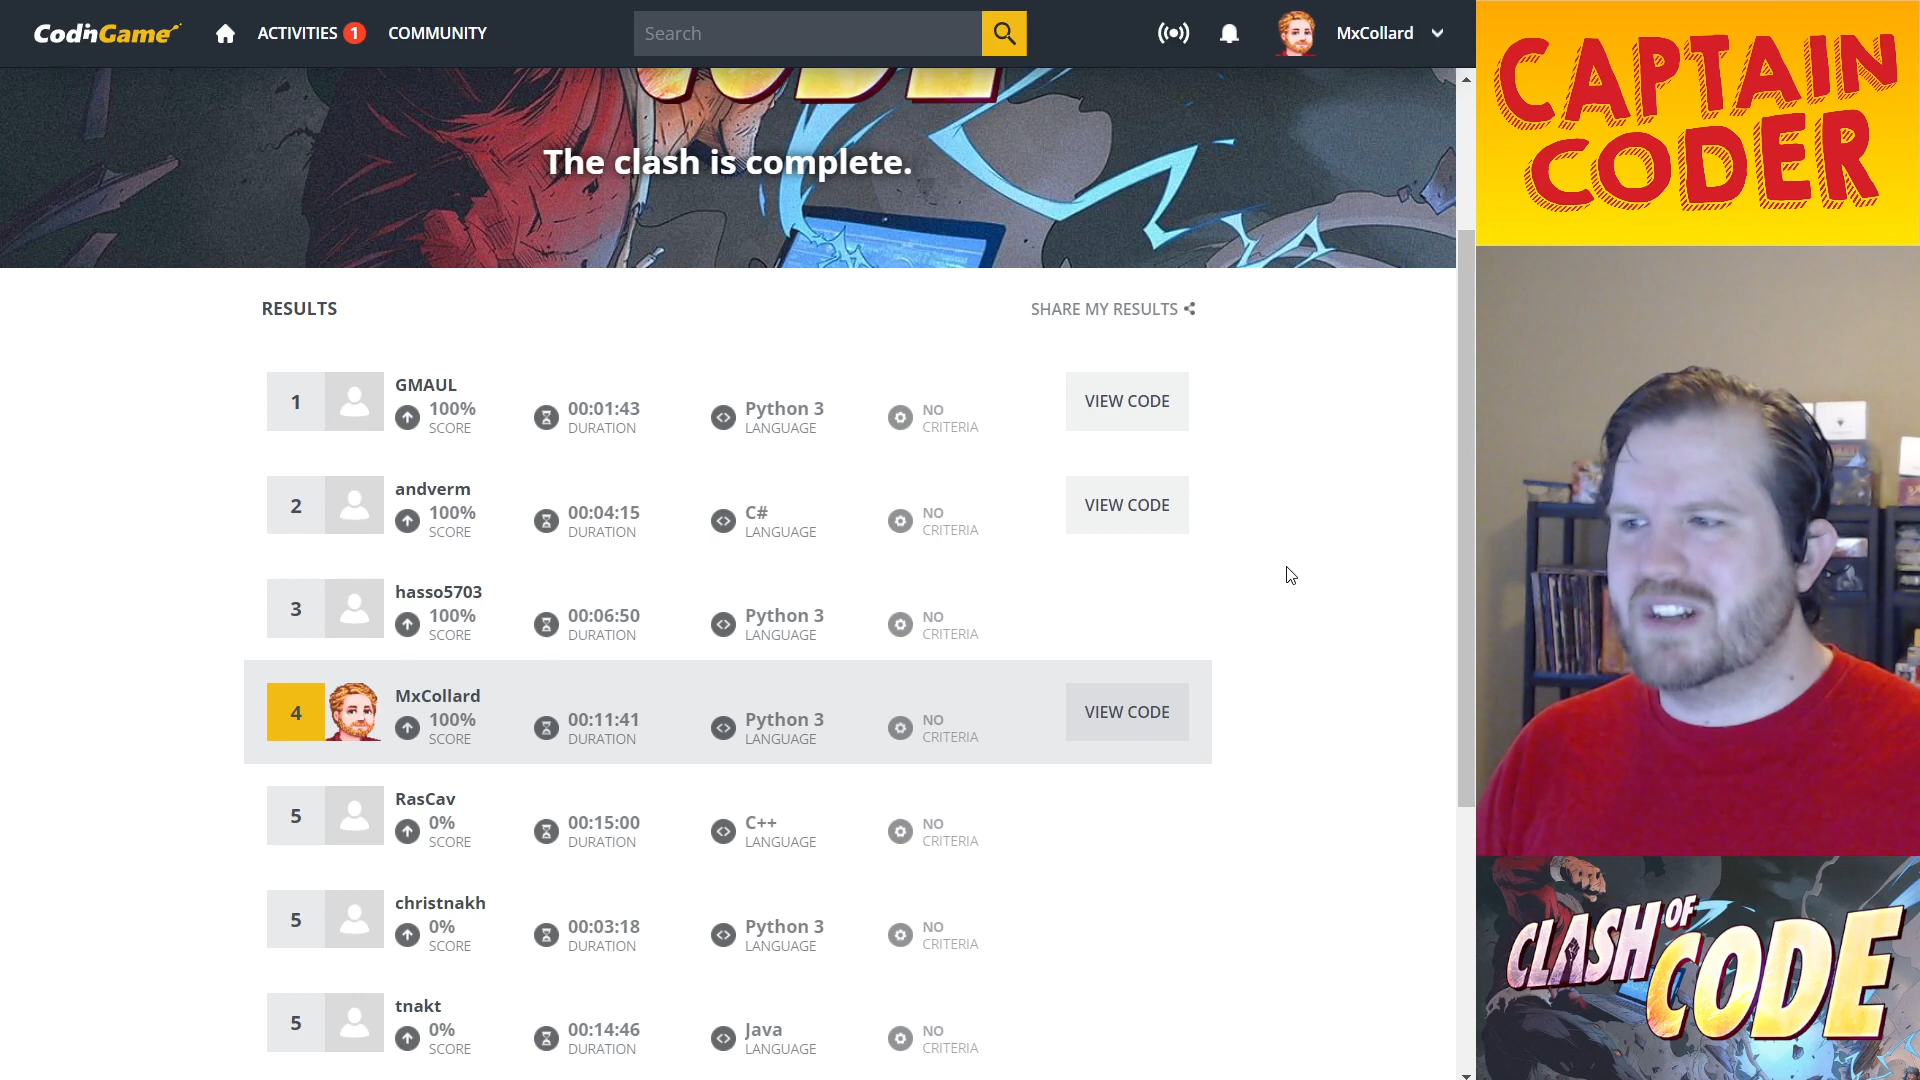 CodinGame
ACTIVITIES 1
COMMUNITY
Search
MxCollard
CODE
The clash is complete.
RESULTS
SHARE MY RESULTS
1
GMAUL
100%
SCORE
00:01:43
DURATION
Python 3
LANGUAGE
NO
CRITERIA
VIEW CODE
2
andverm
100%
SCORE
00:04:15
DURATION
C#
LANGUAGE
NO
CRITERIA
VIEW CODE
3
hasso5703
100%
SCORE
00:06:50
DURATION
Python 3
LANGUAGE
NO
CRITERIA
4
MxCollard
100%
SCORE
00:11:41
DURATION
Python 3
LANGUAGE
NO
CRITERIA
VIEW CODE
5
RasCav
0%
SCORE
00:15:00
DURATION
C++
LANGUAGE
NO
CRITERIA
5
christnakh
0%
SCORE
00:03:18
DURATION
Python 3
LANGUAGE
NO
CRITERIA
5
tnakt
0%
SCORE
00:14:46
DURATION
Java
LANGUAGE
NO
CRITERIA
CAPTAIN
CODER
CLASH OF
CODE